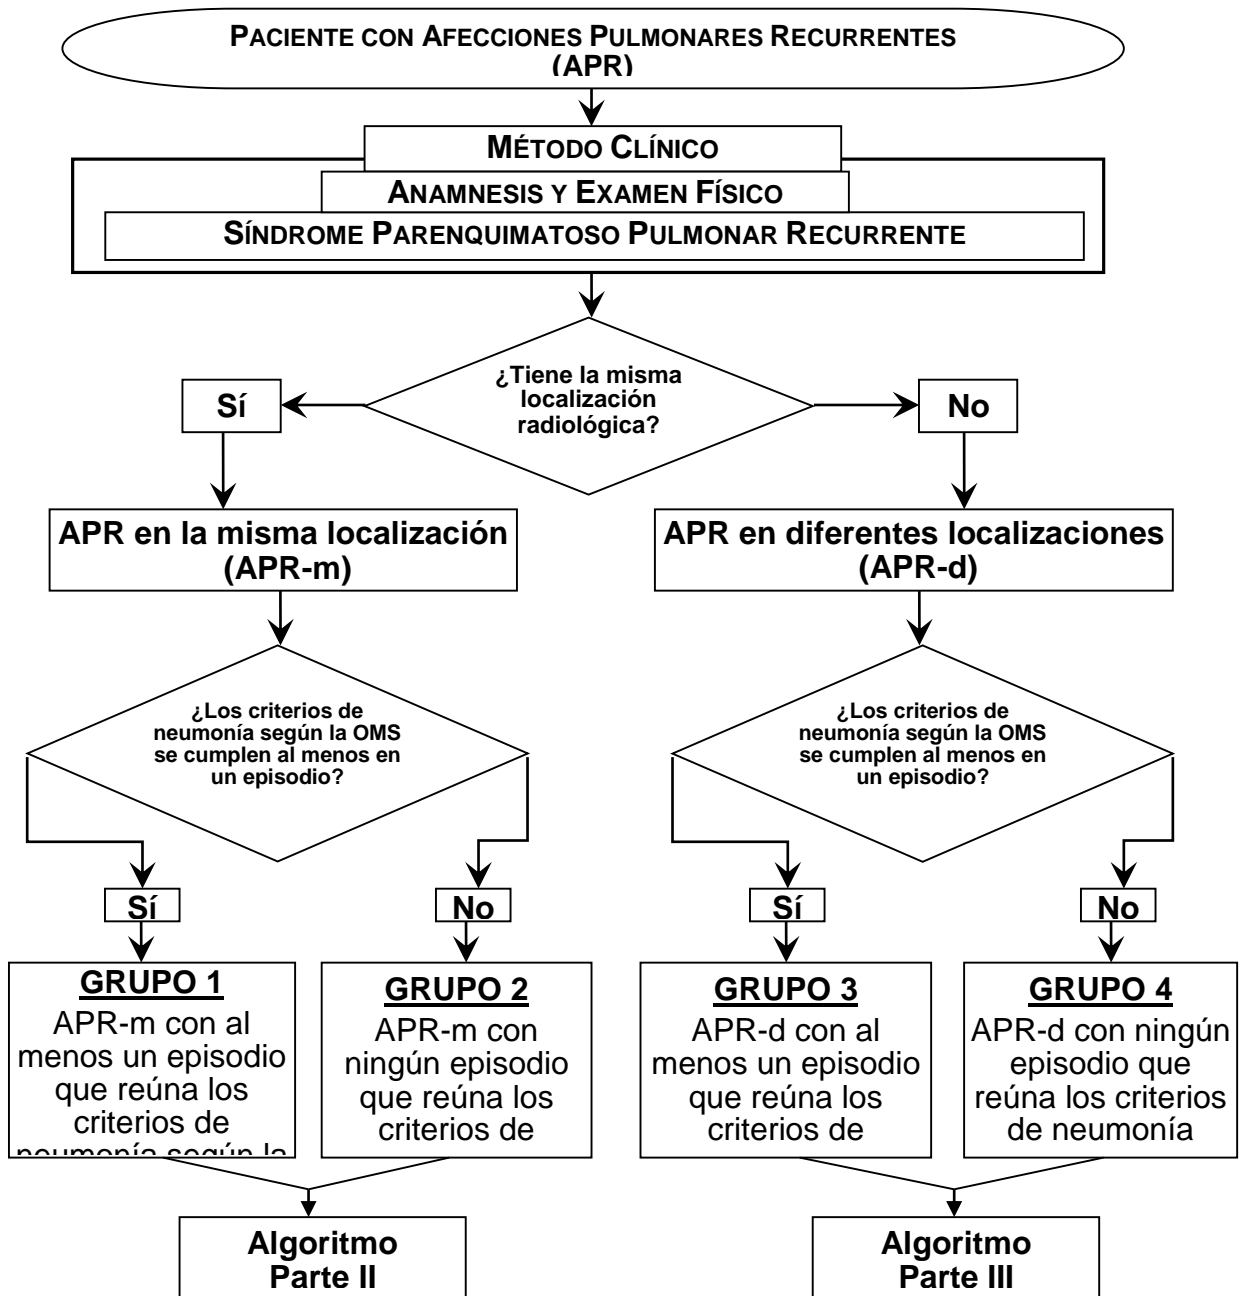 PACIENTE CON AFECCIONES PULMONARES RECURRENTES
(APR)
MÉTODO CLÍNICO
ANAMNESIS Y EXAMEN FÍSICO
SÍNDROME PARENQUIMATOSO PULMONAR RECURRENTE
¿Tiene la misma
localización
radiológica?
Sí
No
APR en la misma localización
(APR-m)
APR en diferentes localizaciones
(APR-d)
¿Los criterios de
neumonía según la OMS
se cumplen al menos en
un episodio?
¿Los criterios de
neumonía según la OMS
se cumplen al menos en
un episodio?
Sí
No
Sí
No
GRUPO 1
APR-m con al
menos un episodio
que reúna los
criterios de
neumonía según la
GRUPO 2
APR-m con
ningún episodio
que reúna los
criterios de
GRUPO 3
APR-d con al
menos un episodio
que reúna los
criterios de
GRUPO 4
APR-d con ningún
episodio que
reúna los criterios
de neumonía
Algoritmo
Parte II
Algoritmo
Parte III